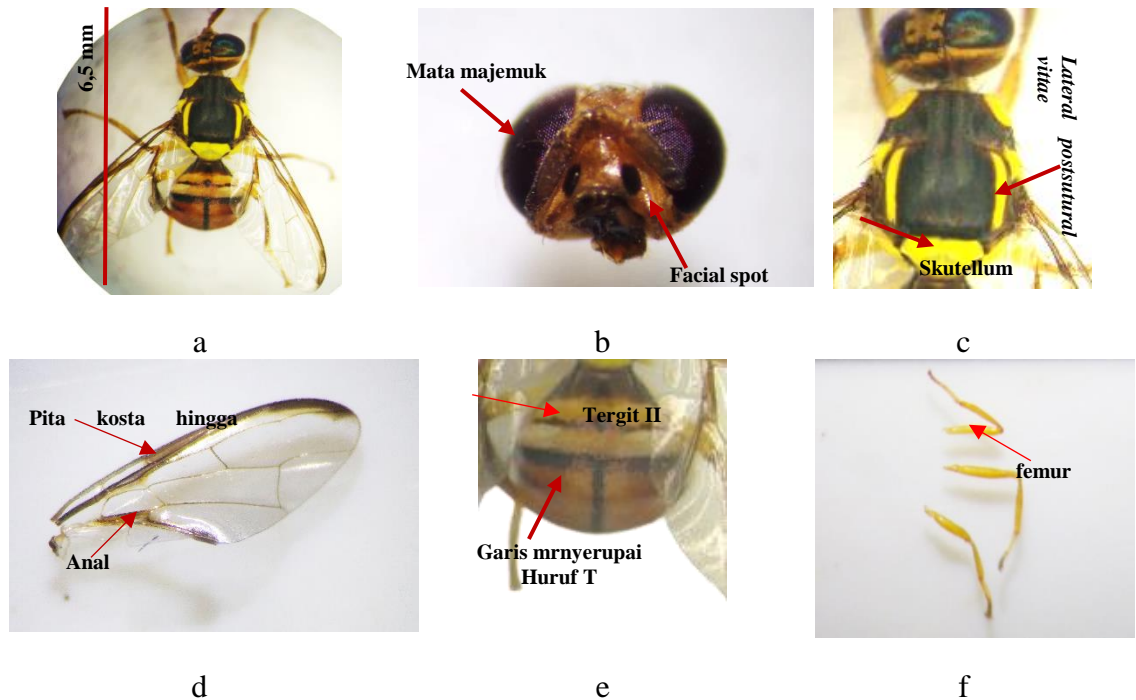 6,5 mm
a
Mata majemuk
Facial spot
b
Lateral postsutural
vittae
Skutellum
c
Pita kosta hingga
Anal
d
Tergit II
Garis mrnyerupai
Huruf T
e
femur
f